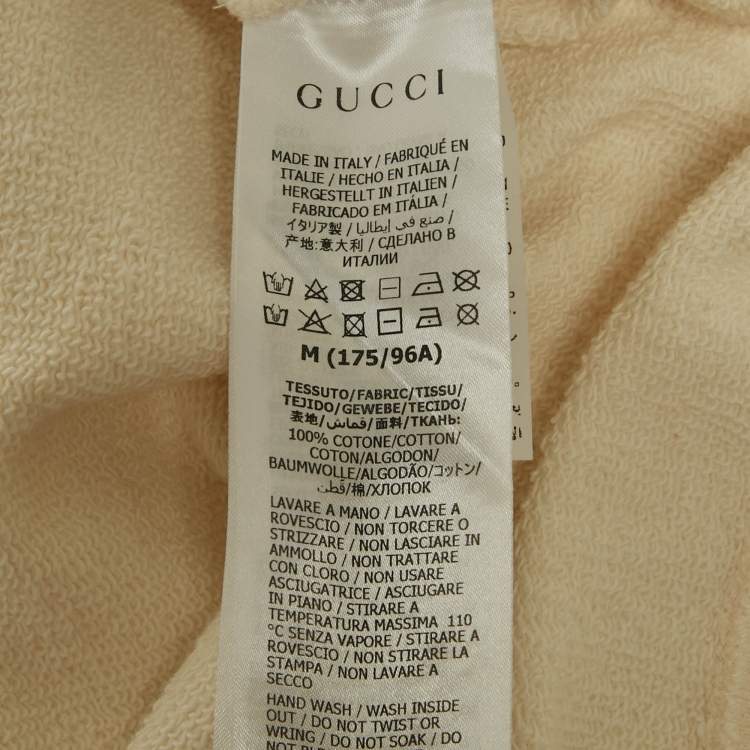 GUCCI
MADE IN ITALY / FABRIQUÉ EN
ITALIE / HECHO EN ITALIA /
HERGESTELLT IN ITALIEN /
FABRICADO EM ITÁLIA /
イタリア製 / صنع في إيطاليا /
产地:意大利 / СДЕЛАНО В
ИТАЛИИ
M (175/96A)
TESSUTO/FABRIC/TISSU/
TEJIDO/GEWEBE/TECIDO/
表地/قماش/面料/ТКАНЬ:
100% COTONE/COTTON/
COTON/ALGODON/
BAUMWOLLE/ALGODÃO/コットン/
قطن/棉/ХЛОПОК
LAVARE A MANO / LAVARE A
ROVESCIO / NON TORCERE O
STRIZZARE / NON LASCIARE IN
AMMOLLO / NON TRATTARE
CON CLORO / NON USARE
ASCIUGATRICE / ASCIUGARE
IN PIANO / STIRARE A
TEMPERATURA MASSIMA 110
°C SENZA VAPORE / STIRARE A
ROVESCIO / NON STIRARE LA
STAMPA / NON LAVARE A
SECCO
HAND WASH / WASH INSIDE
OUT / DO NOT TWIST OR
WRING / DO NOT SOAK / DO
NOT BLEACH